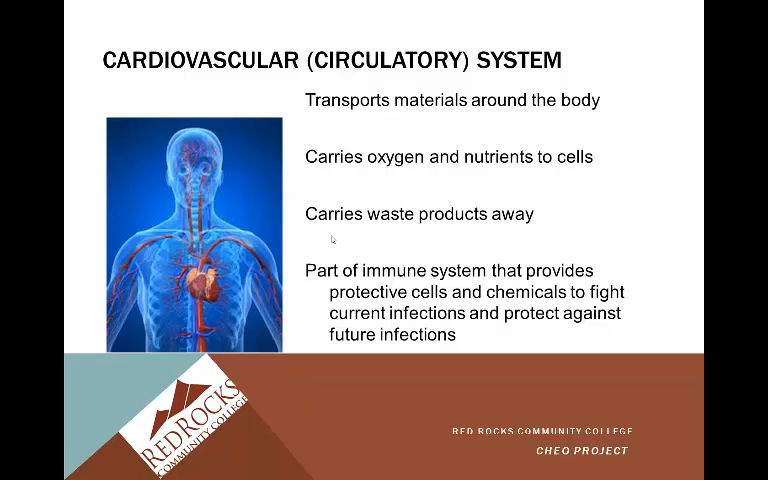 CARDIOVASCULAR (CIRCULATORY) SYSTEM
Transports materials around the body
Carries oxygen and nutrients to cells
Carries waste products away
Part of immune system that provides
protective cells and chemicals to fight
current infections and protect against
future infections
RED ROCKS
COMMUNITY COLLEGE
RED ROCKS COMMUNITY COLLEGE
CHEO PROJECT